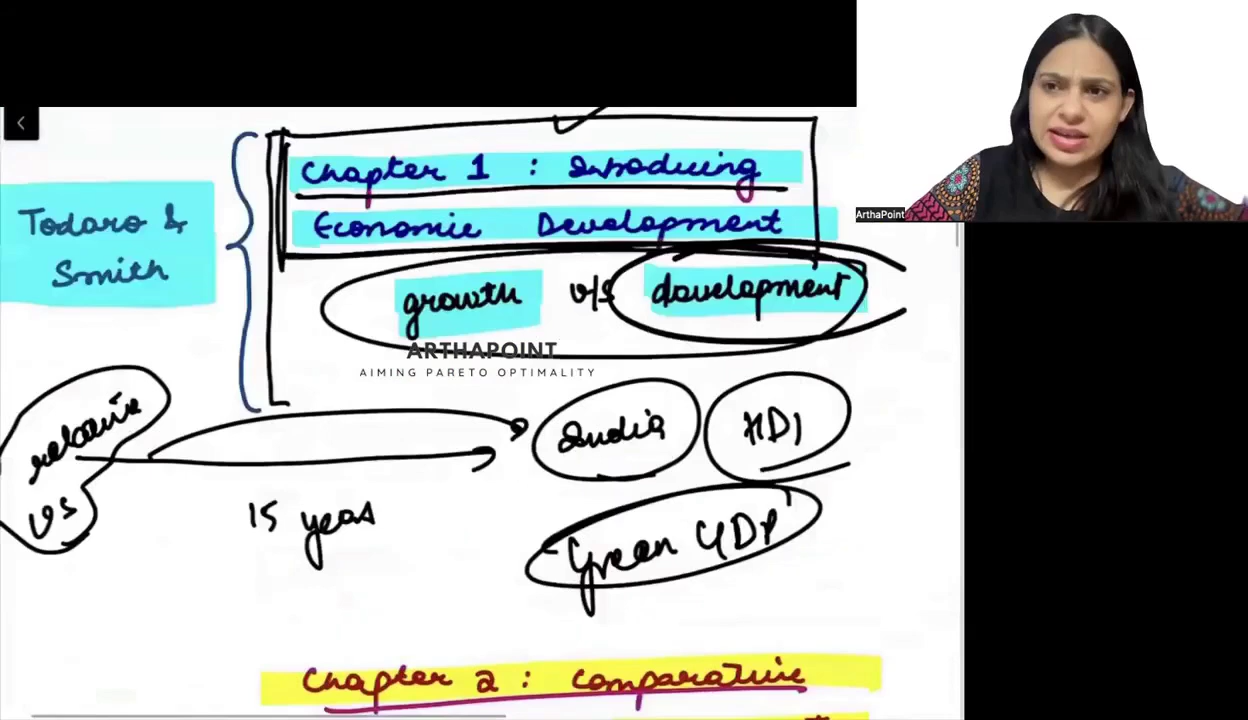 ArthaPoint
Chapter 1 : Introducing
Economic Development
Todaro &
Smith
growth v/s development
ARTHAPOINT
AIMING PARETO OPTIMALITY
India HDI
vs
15 years
Green GDP
Chapter 2 : Comparative